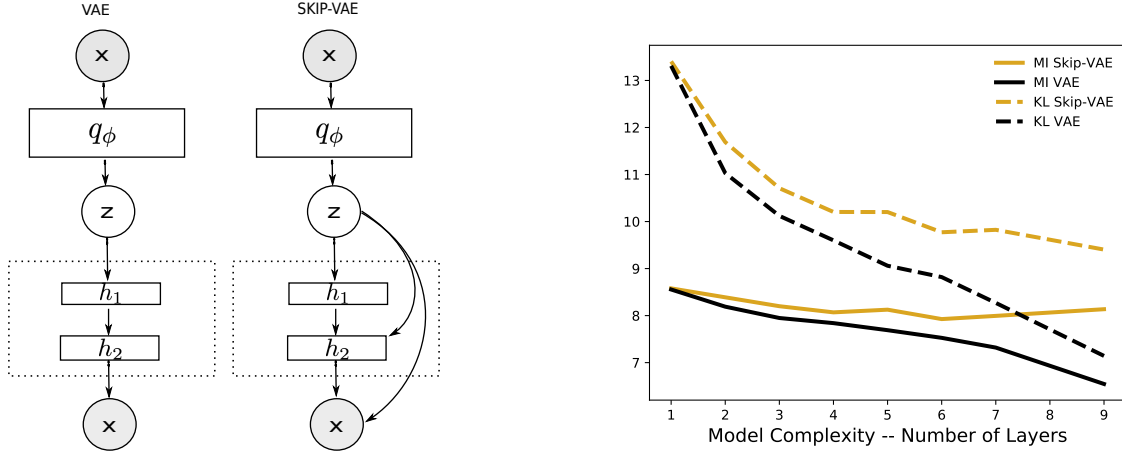 VAE
SKIP-VAE
x
x
qϕ
qϕ
z
z
h1
h1
h2
h2
x
x
MI Skip-VAE
MI VAE
KL Skip-VAE
KL VAE
13
12
11
10
9
8
7
1 2 3 4 5 6 7 8 9
Model Complexity -- Number of Layers